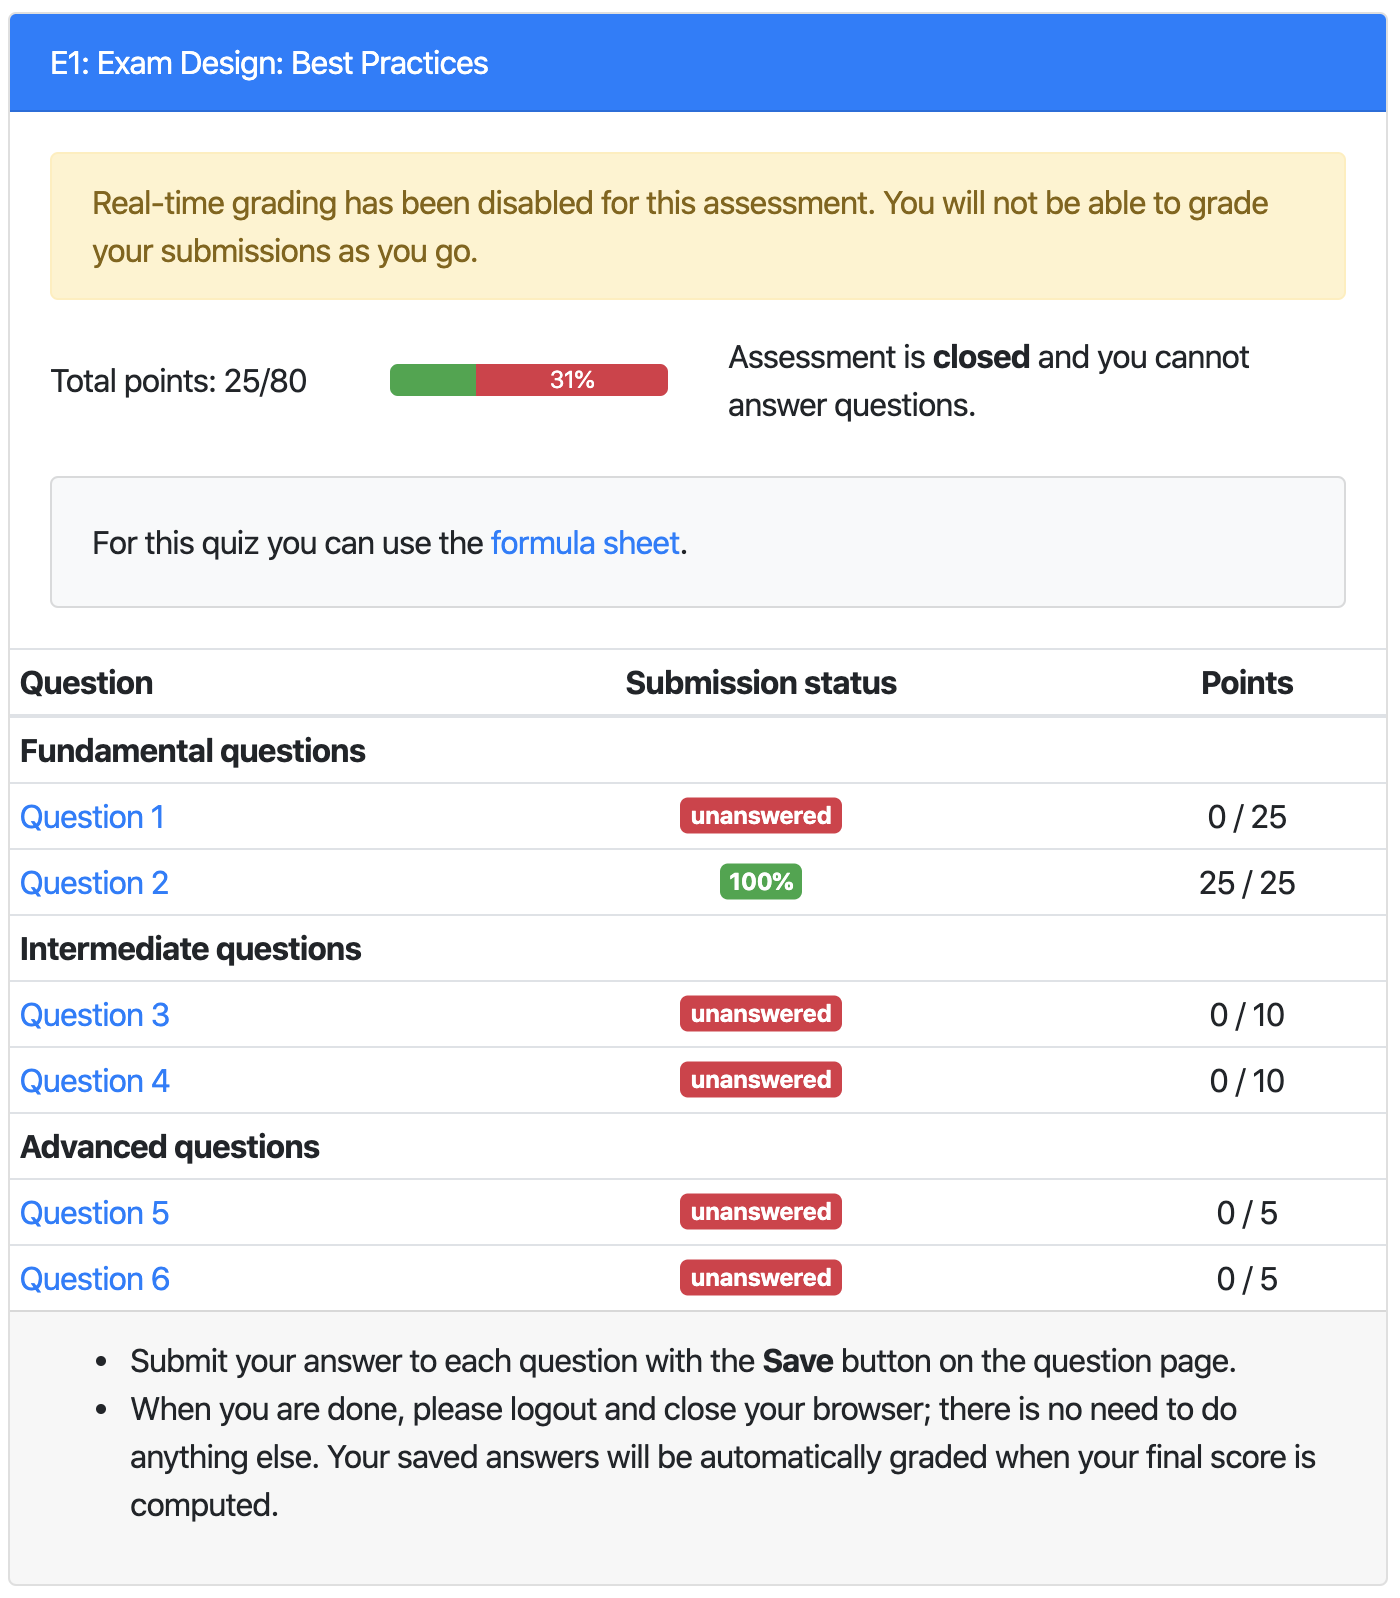 E1: Exam Design: Best Practices
Real-time grading has been disabled for this assessment. You will not be able to grade
your submissions as you go.
Total points: 25/80
31%
Assessment is closed and you cannot
answer questions.
For this quiz you can use the formula sheet.
Question Submission status Points
Fundamental questions
Question 1 unanswered 0 / 25
Question 2 100% 25 / 25
Intermediate questions
Question 3 unanswered 0 / 10
Question 4 unanswered 0 / 10
Advanced questions
Question 5 unanswered 0 / 5
Question 6 unanswered 0 / 5
• Submit your answer to each question with the Save button on the question page.
• When you are done, please logout and close your browser; there is no need to do
anything else. Your saved answers will be automatically graded when your final score is
computed.